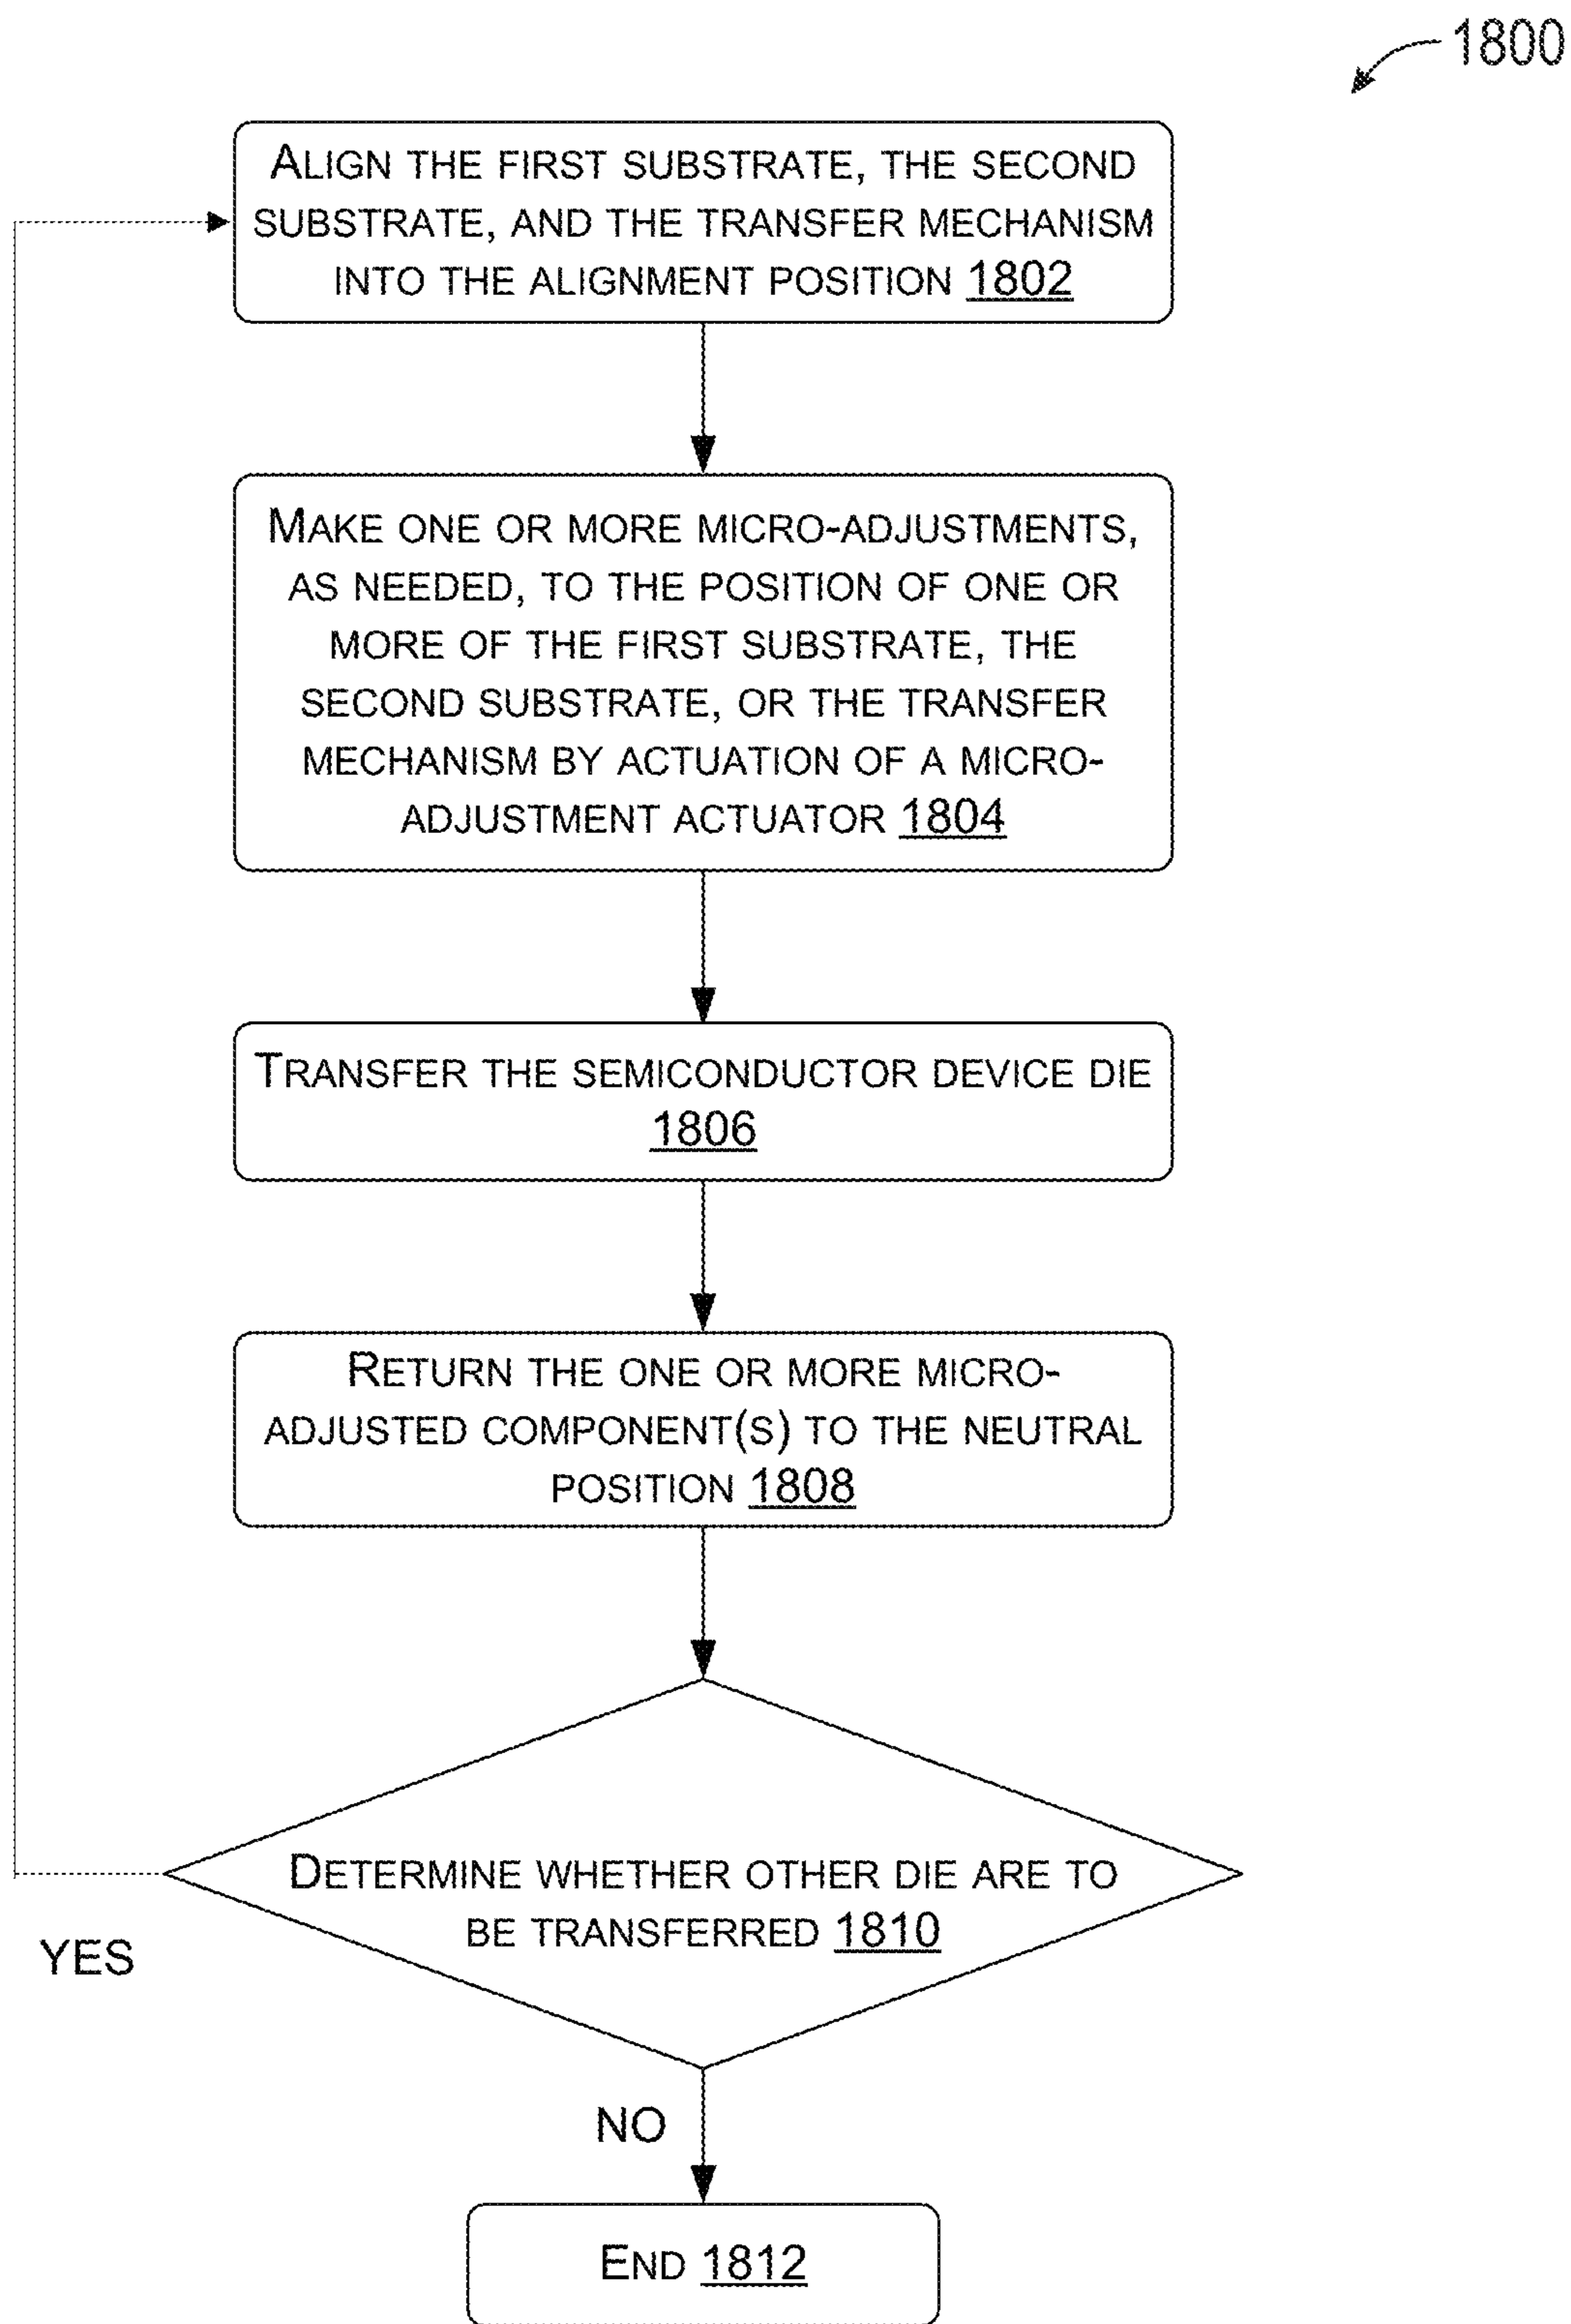 1800
ALIGN THE FIRST SUBSTRATE, THE SECOND
SUBSTRATE, AND THE TRANSFER MECHANISM
INTO THE ALIGNMENT POSITION 1802
MAKE ONE OR MORE MICRO-ADJUSTMENTS,
AS NEEDED, TO THE POSITION OF ONE OR
MORE OF THE FIRST SUBSTRATE, THE
SECOND SUBSTRATE, OR THE TRANSFER
MECHANISM BY ACTUATION OF A MICRO-
ADJUSTMENT ACTUATOR 1804
TRANSFER THE SEMICONDUCTOR DEVICE DIE
1806
RETURN THE ONE OR MORE MICRO-
ADJUSTED COMPONENT(S) TO THE NEUTRAL
POSITION 1808
DETERMINE WHETHER OTHER DIE ARE TO
BE TRANSFERRED 1810
YES
NO
END 1812